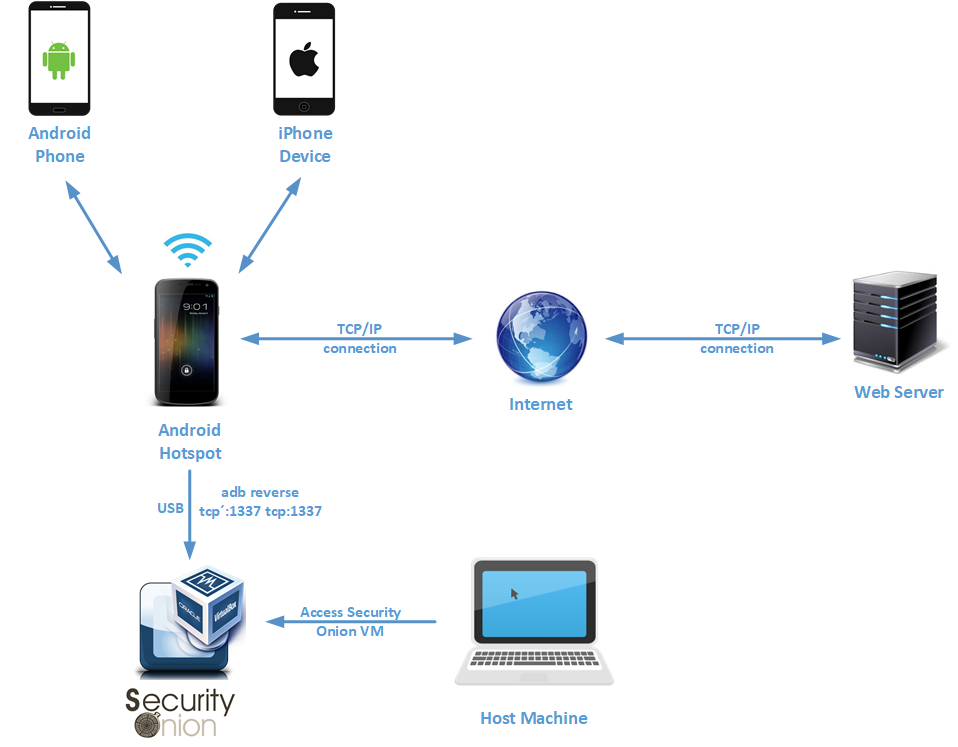 Android
Phone
iPhone
Device
9:01
TCP/IP
connection
TCP/IP
connection
Internet
Web Server
Android
Hotspot
USB
adb reverse
tcp´:1337 tcp:1337
VM
ORACLE
VirtualBox
Access Security
Onion VM
Security
Onion
Host Machine